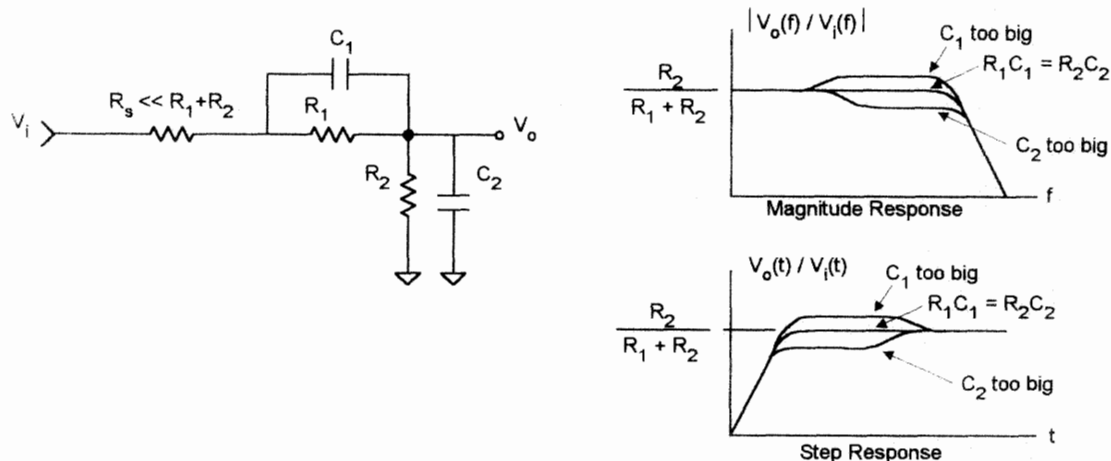 C1
Rs << R1+R2
R1
Vi
Vo
R2
C2
|Vo(f) / Vi(f)|
C1 too big
R1C1 = R2C2
R2
R1 + R2
C2 too big
f
Magnitude Response
Vo(t) / Vi(t)
C1 too big
R1C1 = R2C2
R2
R1 + R2
C2 too big
t
Step Response